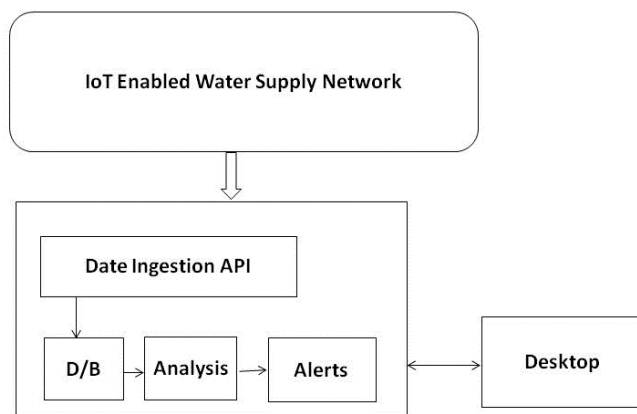 IoT Enabled Water Supply Network
Date Ingestion API
D/B
Analysis
Alerts
Desktop